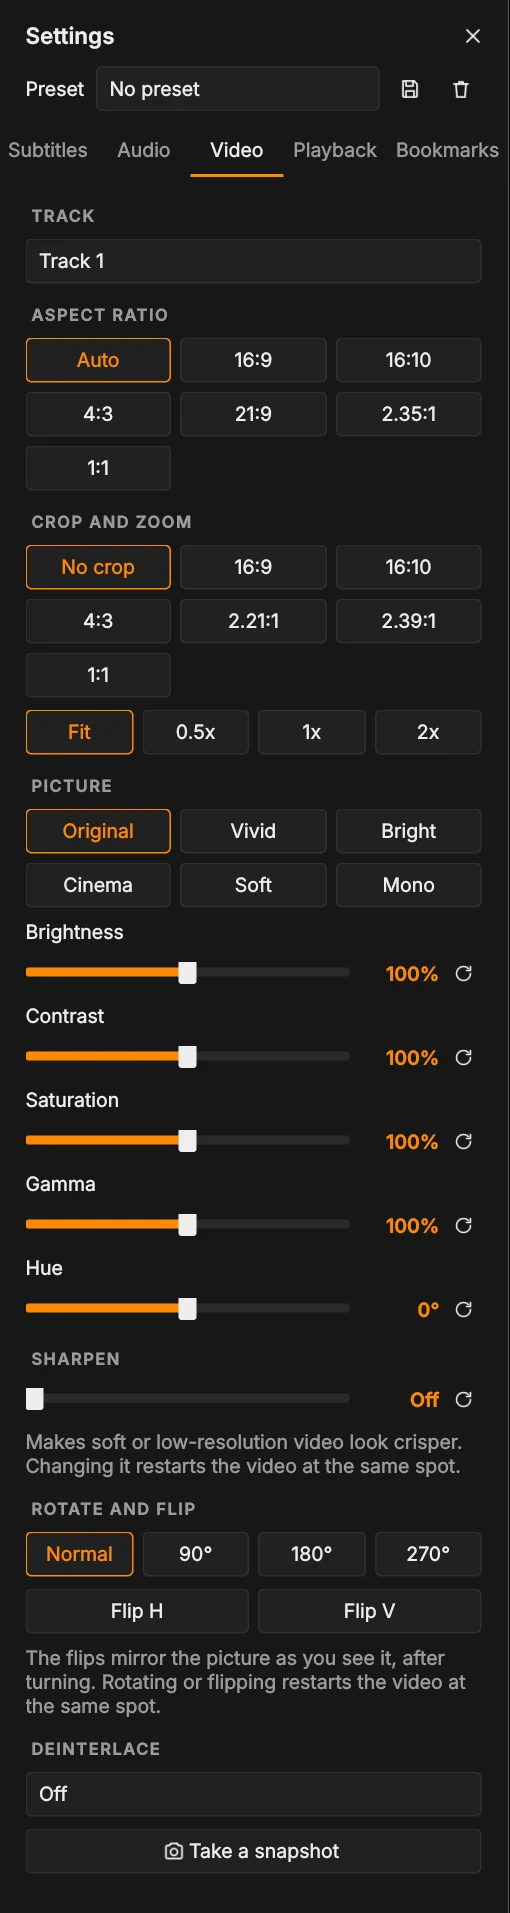 Settings
Preset No preset
Subtitles Audio Video Playback Bookmarks
TRACK
Track 1
ASPECT RATIO
Auto 16:9 16:10
4:3 21:9 2.35:1
1:1
CROP AND ZOOM
No crop 16:9 16:10
4:3 2.21:1 2.39:1
1:1
Fit 0.5x 1x 2x
PICTURE
Original Vivid Bright
Cinema Soft Mono
Brightness
100%
Contrast
100%
Saturation
100%
Gamma
100%
Hue
0°
SHARPEN
Off
Makes soft or low-resolution video look crisper.
Changing it restarts the video at the same spot.
ROTATE AND FLIP
Normal 90° 180° 270°
Flip H Flip V
The flips mirror the picture as you see it, after
turning. Rotating or flipping restarts the video at
the same spot.
DEINTERLACE
Off
Take a snapshot